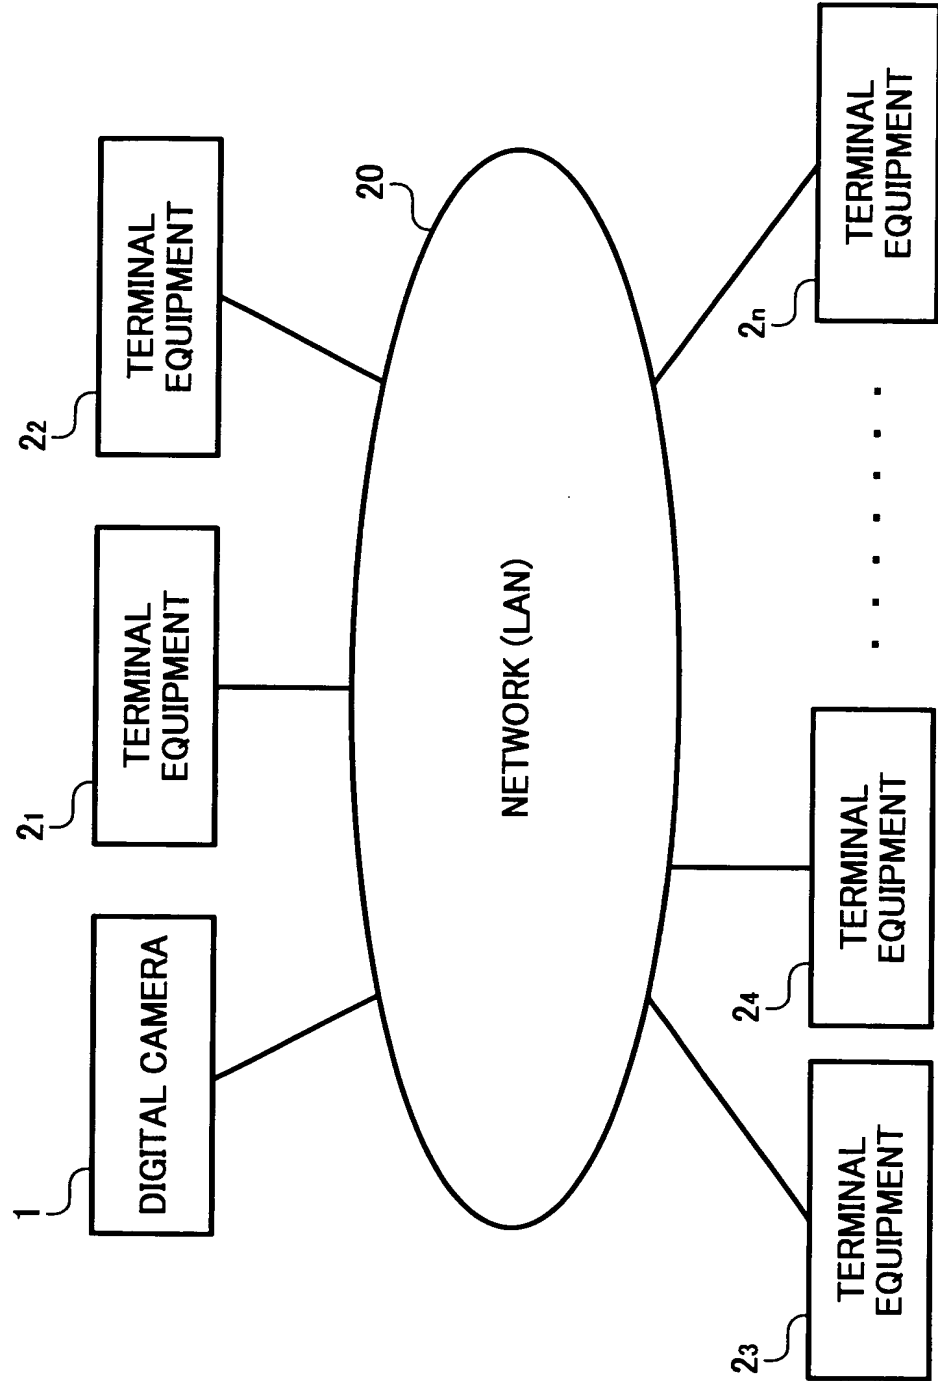 1
DIGITAL CAMERA
21
TERMINAL
EQUIPMENT
22
TERMINAL
EQUIPMENT
20
NETWORK (LAN)
23
TERMINAL
EQUIPMENT
24
TERMINAL
EQUIPMENT
. . . . . . .
2n
TERMINAL
EQUIPMENT